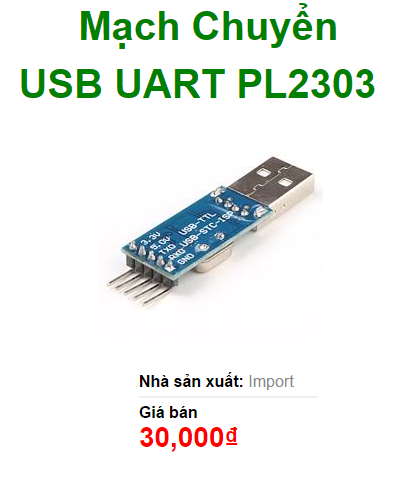 Mạch Chuyển
USB UART PL2303
3.3V
5.0V
TXD
RXD
GND
USB-TTL
USB-STC-ISP
Nhà sản xuất: Import
Giá bán
30,000₫